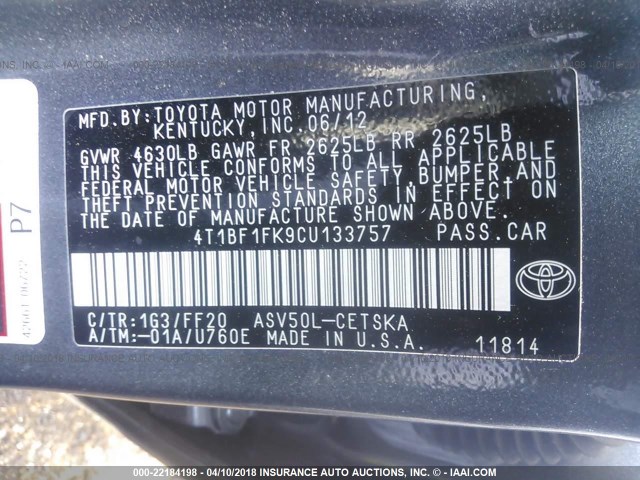 MFD.BY:TOYOTA MOTOR MANUFACTURING,
KENTUCKY,INC.06/12
GVWR 4630LB GAWR FR 2625LB RR 2625LB
THIS VEHICLE CONFORMS TO ALL APPLICABLE
FEDERAL MOTOR VEHICLE SAFETY,BUMPER,AND
THEFT PREVENTION STANDARDS IN EFFECT ON
THE DATE OF MANUFACTURE SHOWN ABOVE.
4T1BF1FK9CU133757 PASS.CAR
C/TR:1G3/FF20 ASV50L-CETSKA
A/TM:-01A/U760E MADE IN U.S.A.
11814
TOYOTA
P7
000-22184198 - 04/10/2018 INSURANCE AUTO AUCTIONS - © - WWW.IAAI.COM